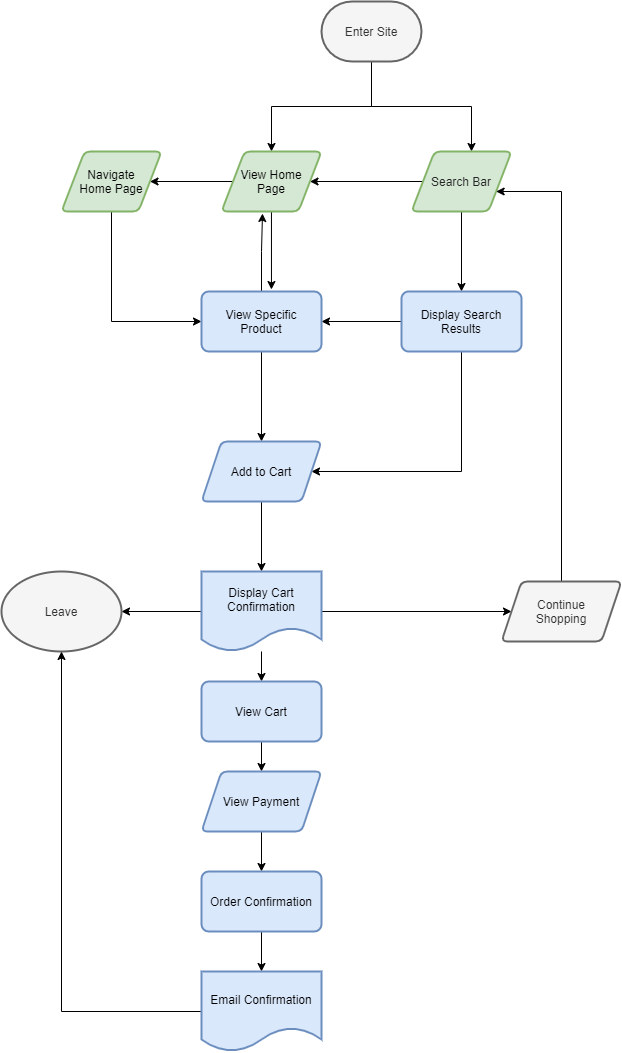 Enter Site
Navigate
Home Page
View Home
Page
Search Bar
View Specific
Product
Display Search
Results
Add to Cart
Leave
Display Cart
Confirmation
Continue
Shopping
View Cart
View Payment
Order Confirmation
Email Confirmation